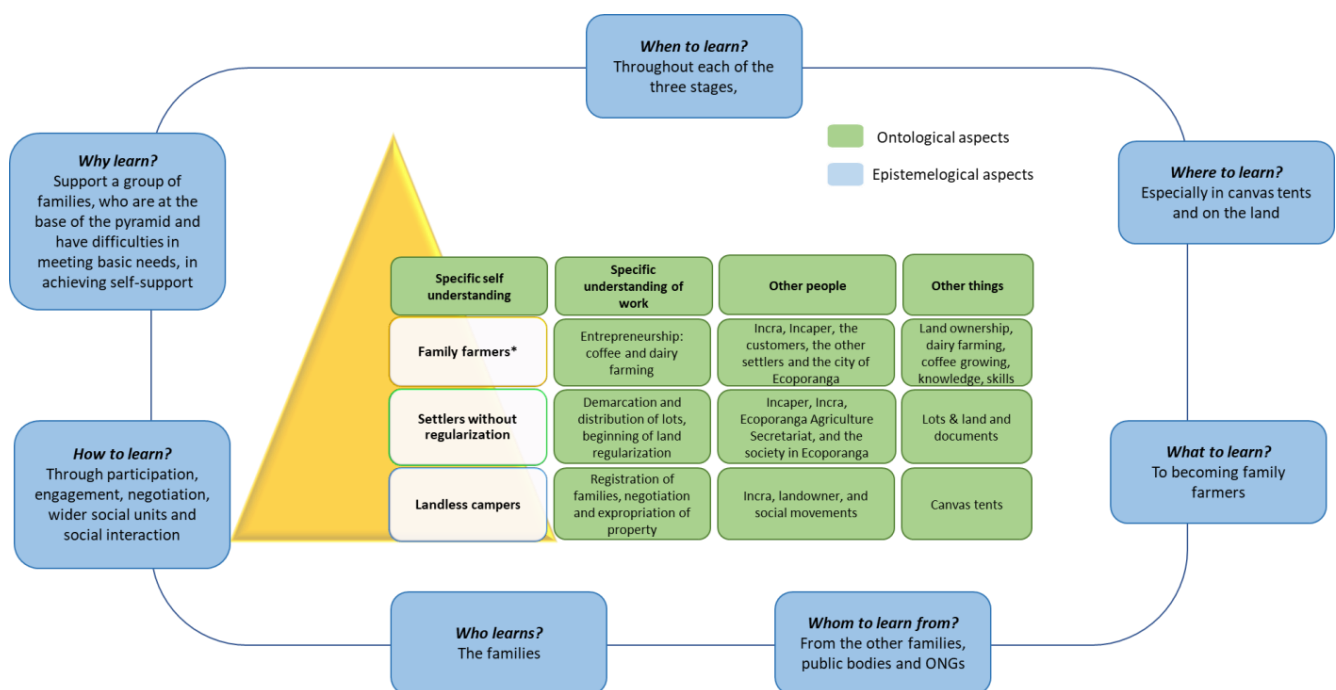 When to learn?
Throughout each of the
three stages,
Ontological aspects
Epistemelogical aspects
Why learn?
Support a group of
families, who are at the
base of the pyramid and
have difficulties in
meeting basic needs, in
achieving self-support
Where to learn?
Especially in canvas tents
and on the land
Specific self
understanding
Specific
understanding of
work
Other people
Other things
Family farmers*
Entrepreneurship:
coffee and dairy
farming
Incra, Incaper, the
customers, the other
settlers and the city of
Ecoporanga
Land ownership,
dairy farming,
coffee growing,
knowledge, skills
Settlers without
regularization
Demarcation and
distribution of lots,
beginning of land
regularization
Incaper, Incra,
Ecoporanga Agriculture
Secretariat, and the
society in Ecoporanga
Lots & land and
documents
Landless campers
Registration of
families, negotiation
and expropriation of
property
Incra, landowner, and
social movements
Canvas tents
How to learn?
Through participation,
engagement, negotiation,
wider social units and
social interaction
What to learn?
To becoming family
farmers
Who learns?
The families
Whom to learn from?
From the other families,
public bodies and ONGs